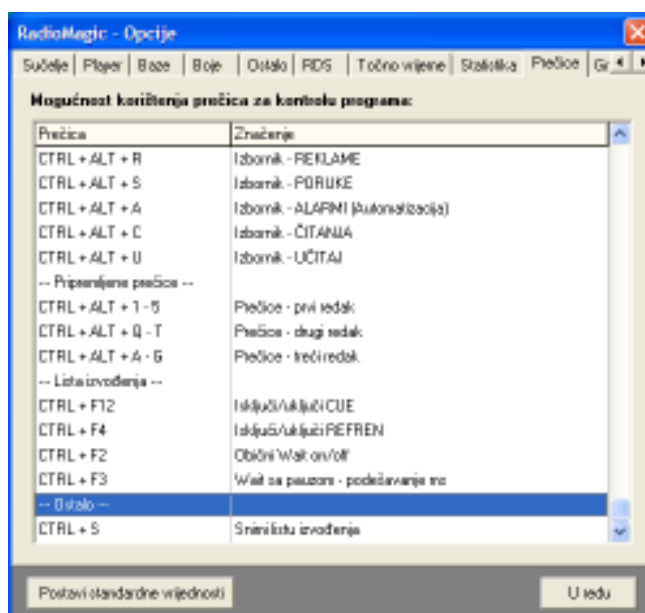 RadioMagic - Opcije
Sučelje Player Baze Boje Ostalo RDS Točno vrijeme Statistika Prečice Gr
Mogućnost korištenja prečica za kontrolu programa:
Prečica Značenje
CTRL + ALT + R Izbornik - REKLAME
CTRL + ALT + S Izbornik - PORUKE
CTRL + ALT + A Izbornik - ALARMI (Automatizacija)
CTRL + ALT + C Izbornik - ČITANJA
CTRL + ALT + U Izbornik - UČITAJ
-- Pripremljene prečice --
CTRL + ALT + 1 - 5 Prečice - prvi redak
CTRL + ALT + Q - T Prečice - drugi redak
CTRL + ALT + A - G Prečice - treći redak
-- Lista izvođenja --
CTRL + F12 Isključi/uključi CUE
CTRL + F4 Isključi/uključi REFREN
CTRL + F2 Obični Wait on/off
CTRL + F3 Wait sa pauzom - podešavanje ms
-- Ostalo --
CTRL + S Snimi listu izvođenja
Postavi standardne vrijednosti U redu